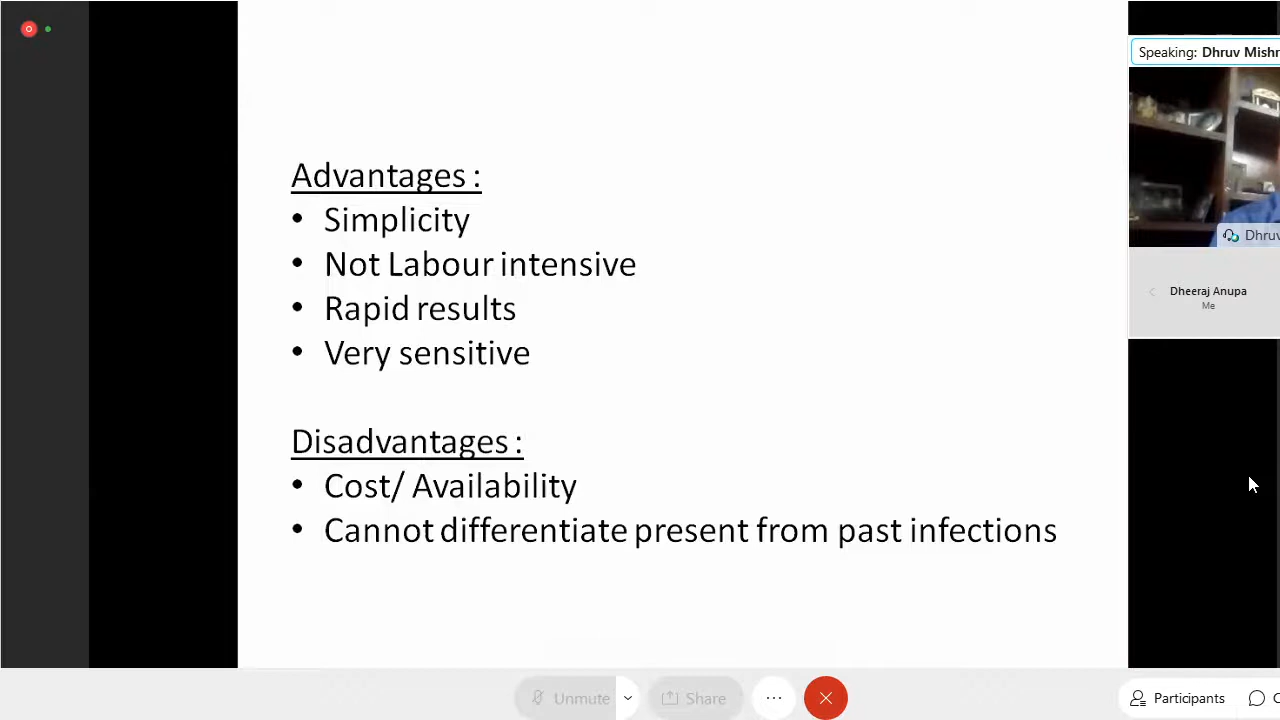 Speaking: Dhruv Mishr
Advantages :
• Simplicity
• Not Labour intensive
• Rapid results
• Very sensitive
Dhruv
Dheeraj Anupa
Me
Disadvantages :
• Cost/ Availability
• Cannot differentiate present from past infections
Unmute
Share
Participants